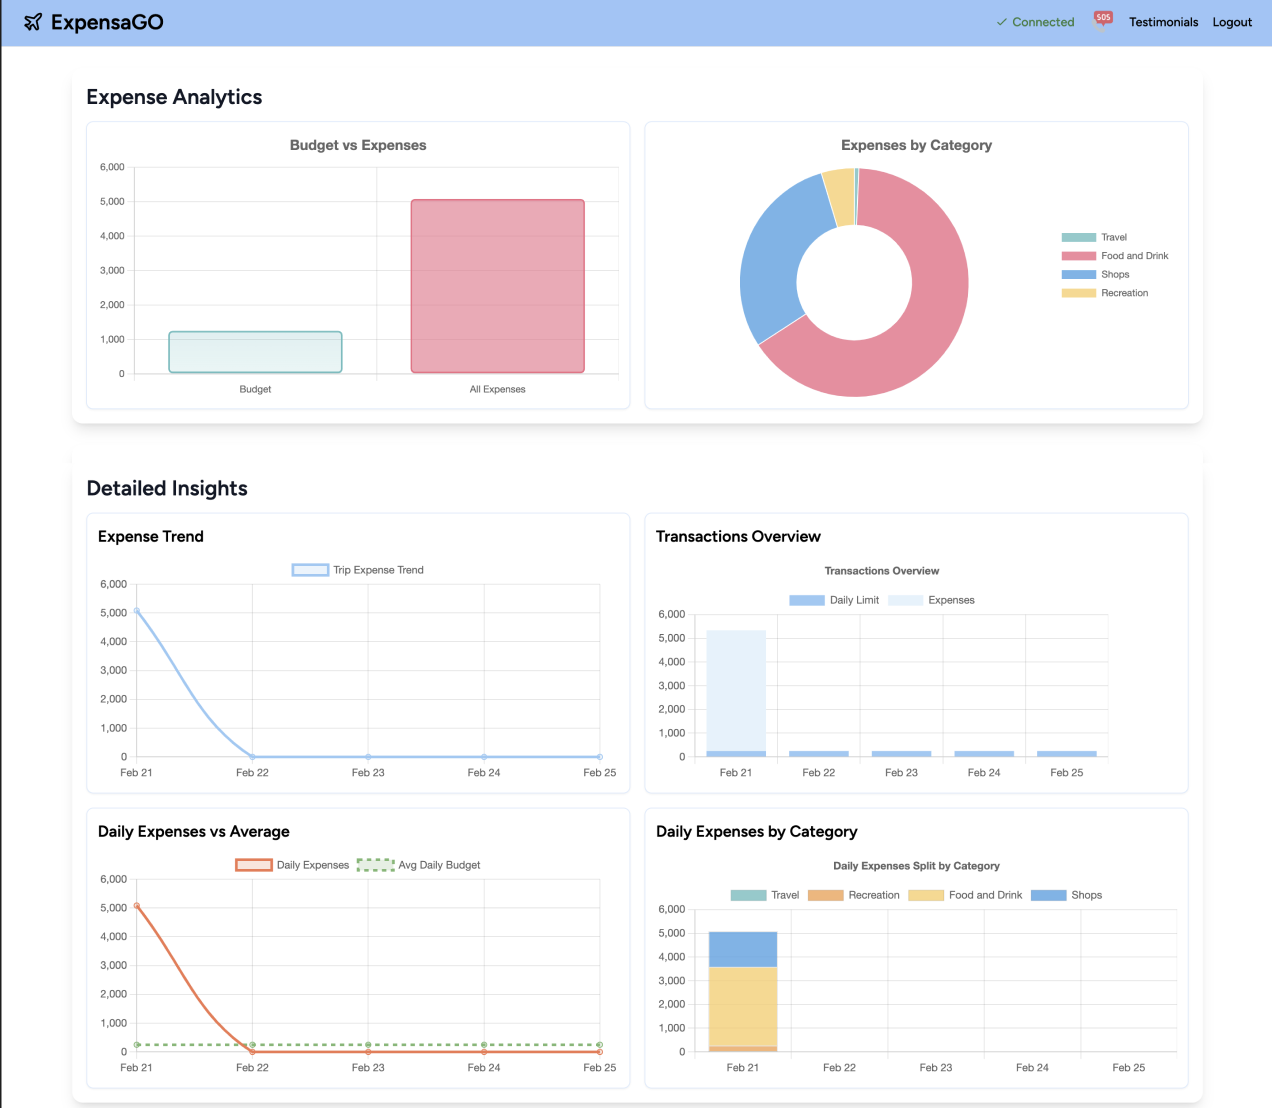 ExpensaGO
Connected
SOS
Testimonials
Logout
Expense Analytics
Budget vs Expenses
6,000
5,000
4,000
3,000
2,000
1,000
0
Budget
All Expenses
Expenses by Category
Travel
Food and Drink
Shops
Recreation
Detailed Insights
Expense Trend
Trip Expense Trend
6,000
5,000
4,000
3,000
2,000
1,000
0
Feb 21 Feb 22 Feb 23 Feb 24 Feb 25
Transactions Overview
Transactions Overview
Daily Limit Expenses
6,000
5,000
4,000
3,000
2,000
1,000
0
Feb 21 Feb 22 Feb 23 Feb 24 Feb 25
Daily Expenses vs Average
Daily Expenses Avg Daily Budget
6,000
5,000
4,000
3,000
2,000
1,000
0
Feb 21 Feb 22 Feb 23 Feb 24 Feb 25
Daily Expenses by Category
Daily Expenses Split by Category
Travel Recreation Food and Drink Shops
6,000
5,000
4,000
3,000
2,000
1,000
0
Feb 21 Feb 22 Feb 23 Feb 24 Feb 25